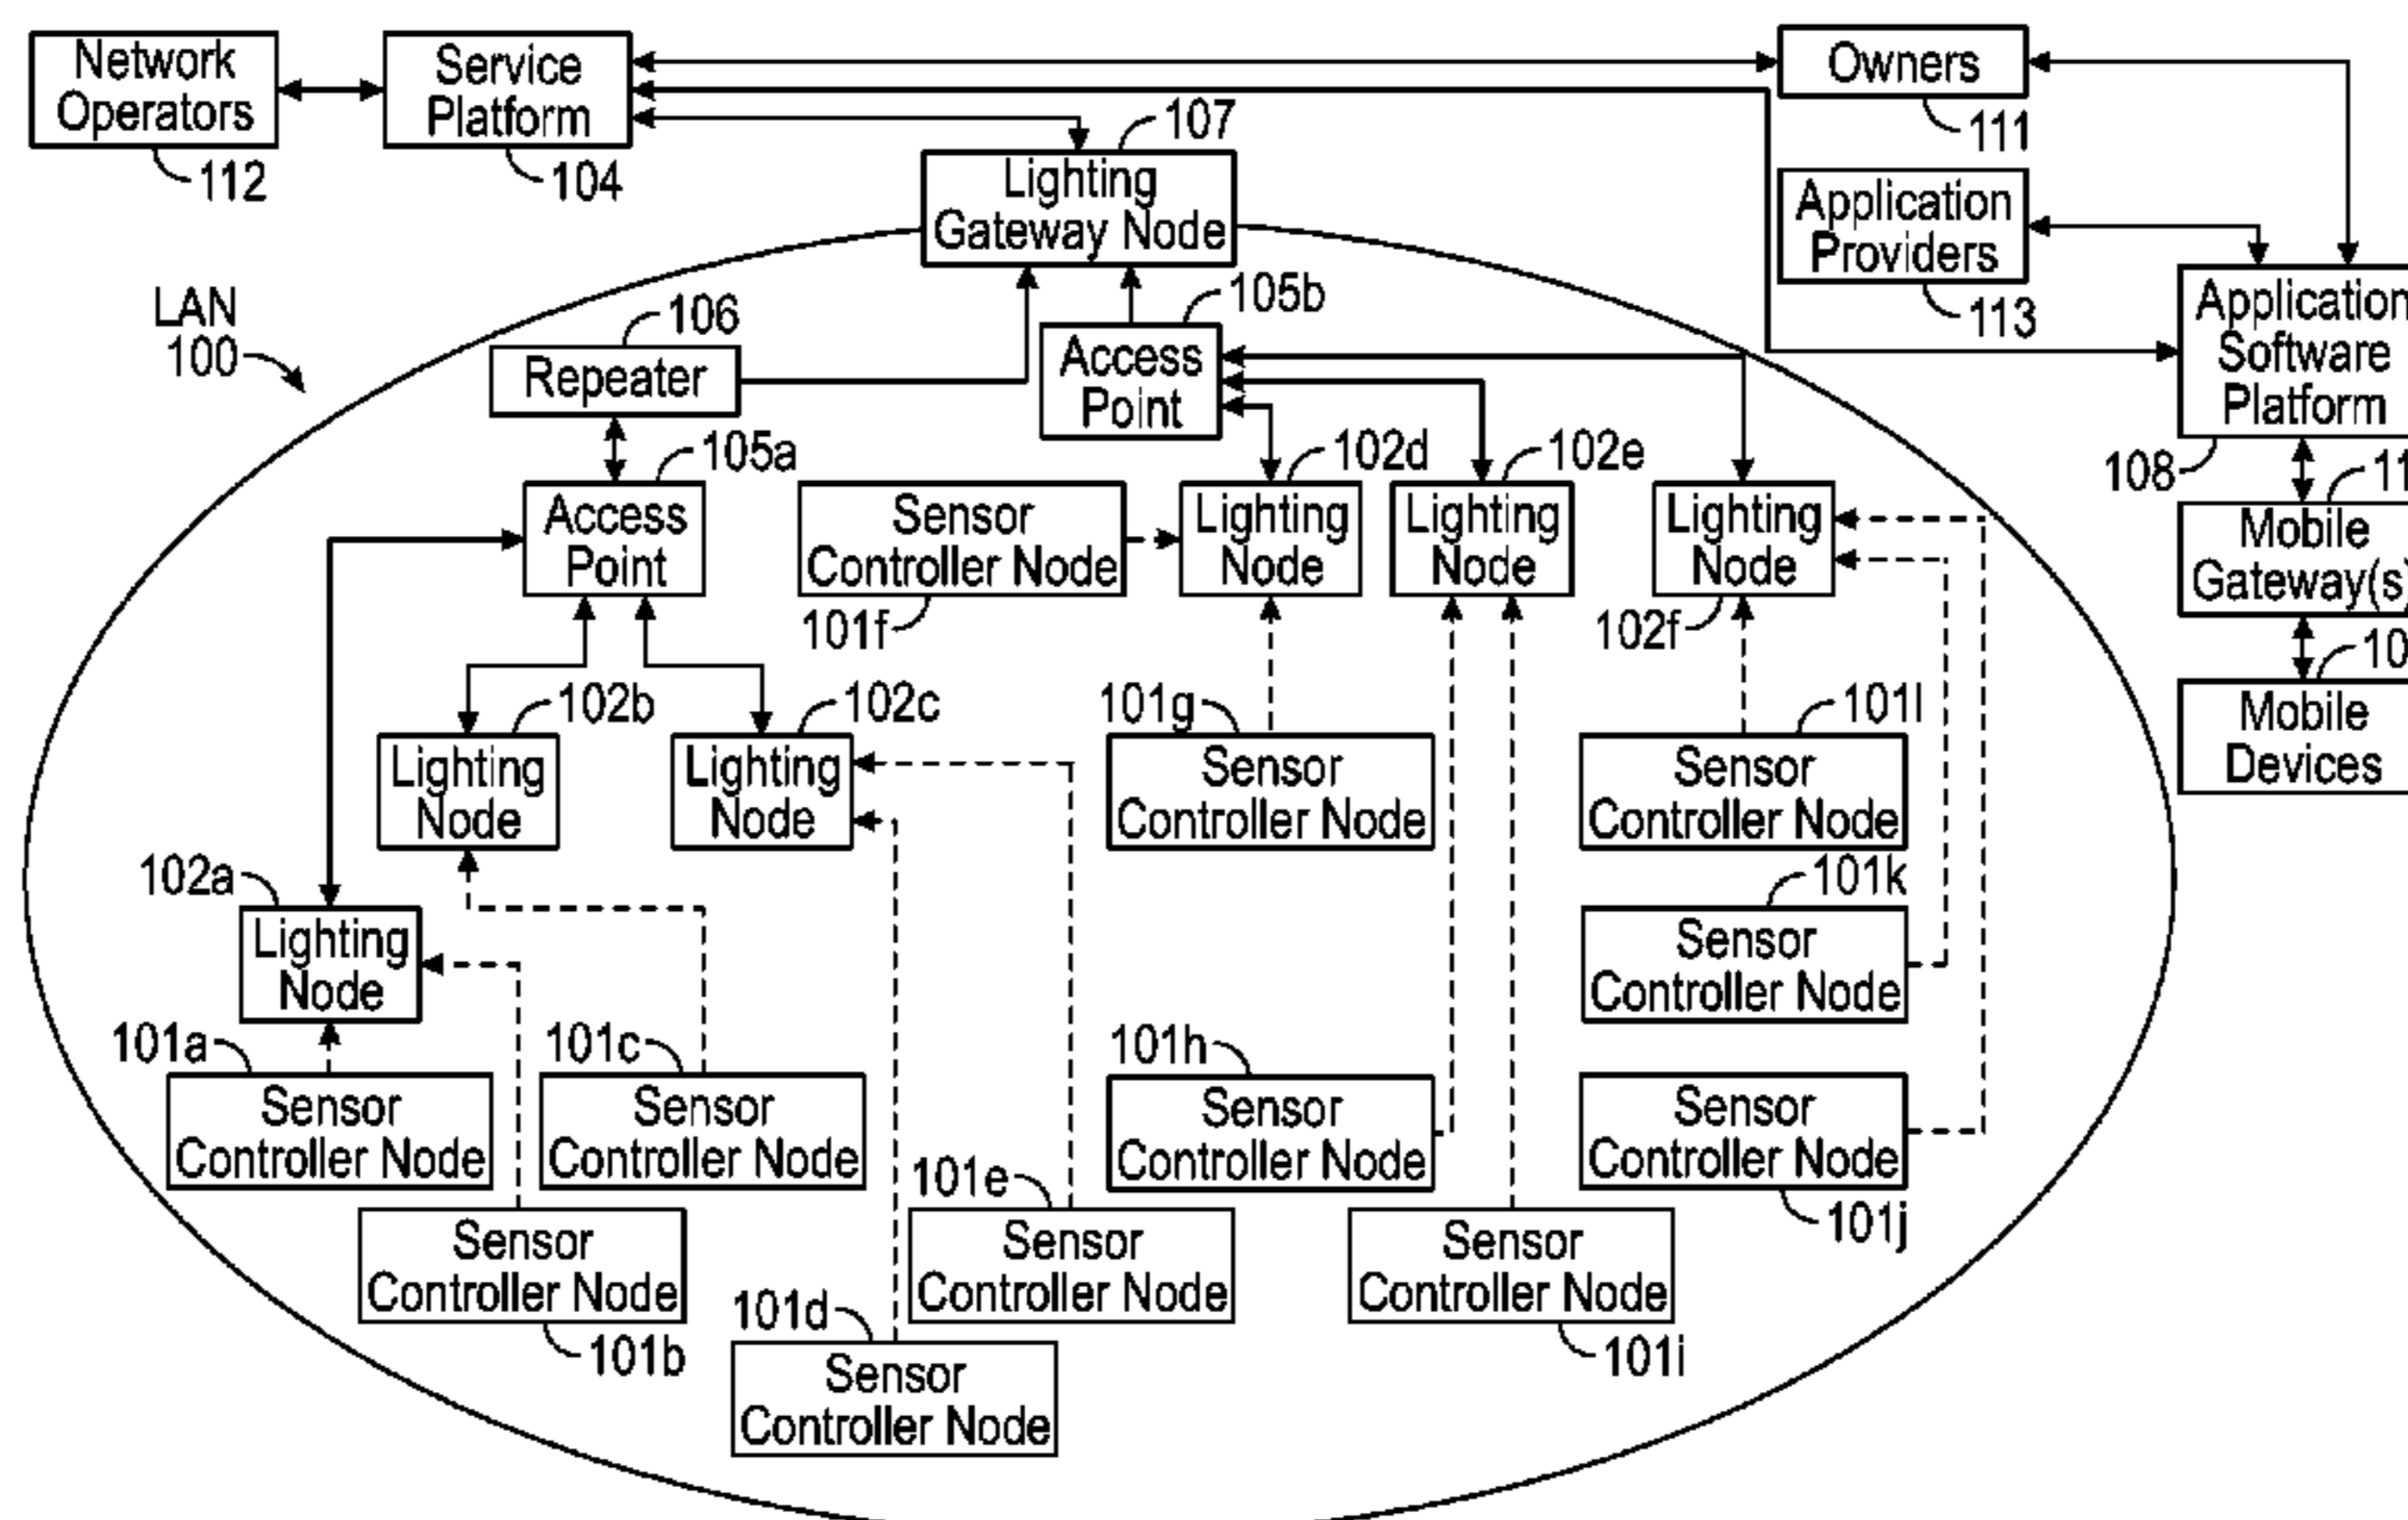 Network
Operators
112
Service
Platform
104
Owners
111
107
Lighting
Gateway Node
Application
Providers
113
LAN
100
106
Repeater
105b
Access
Point
Application
Software
Platform
108
105a
Access
Point
Sensor
Controller Node
101f
102d
Lighting
Node
102e
Lighting
Node
Lighting
Node
102f
Mobile
Gateway(s)
Mobile
Devices
102b
Lighting
Node
102c
Lighting
Node
101g
Sensor
Controller Node
101l
Sensor
Controller Node
102a
Lighting
Node
101k
Sensor
Controller Node
101a
Sensor
Controller Node
101c
Sensor
Controller Node
101h
Sensor
Controller Node
Sensor
Controller Node
101j
Sensor
Controller Node
101b
101e
Sensor
Controller Node
Sensor
Controller Node
101i
101d
Sensor
Controller Node